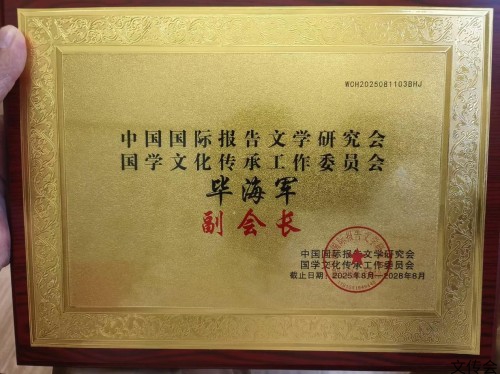 WCH2025081103BHJ
中国国际报告文学研究会
国学文化传承工作委员会
毕海军
副会长
中国国际报告文学研究会
国学文化传承工作委员会
截止日期：2025年8月—2028年8月